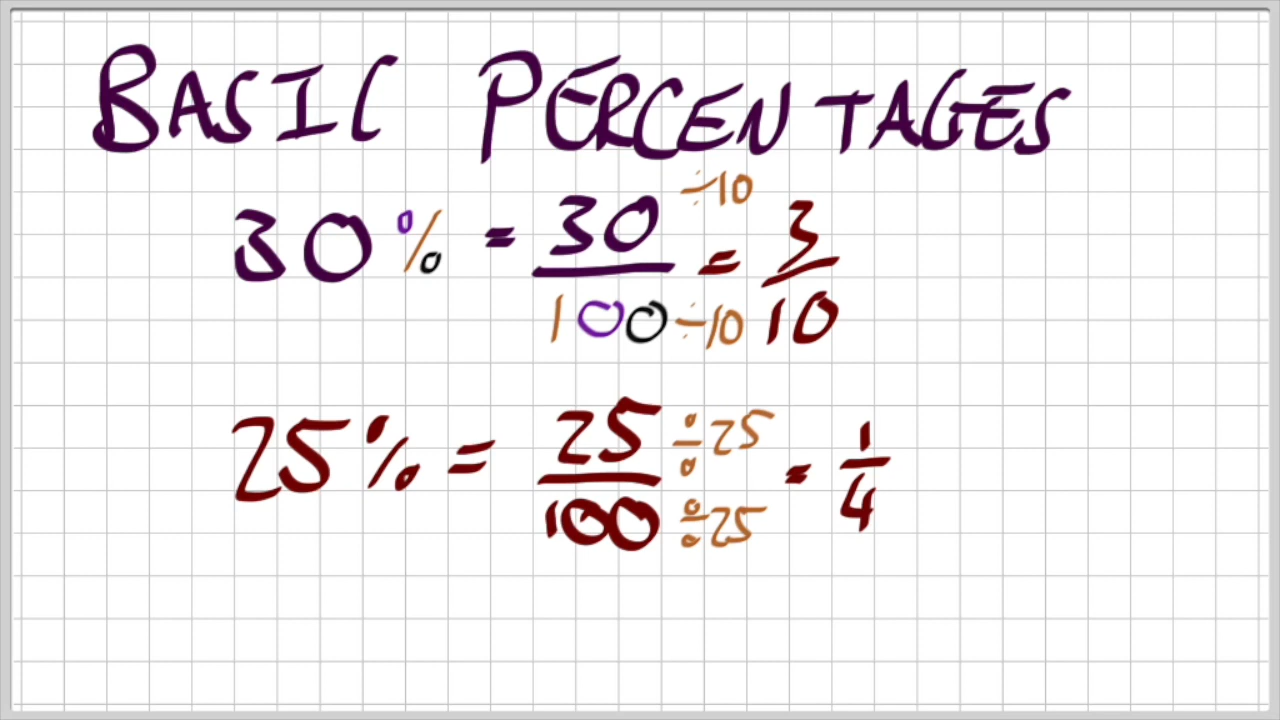 BASIC PERCENTAGES
30% = 30/100 ÷10 ÷10 = 3/10
25% = 25/100 ÷25 ÷25 = 1/4